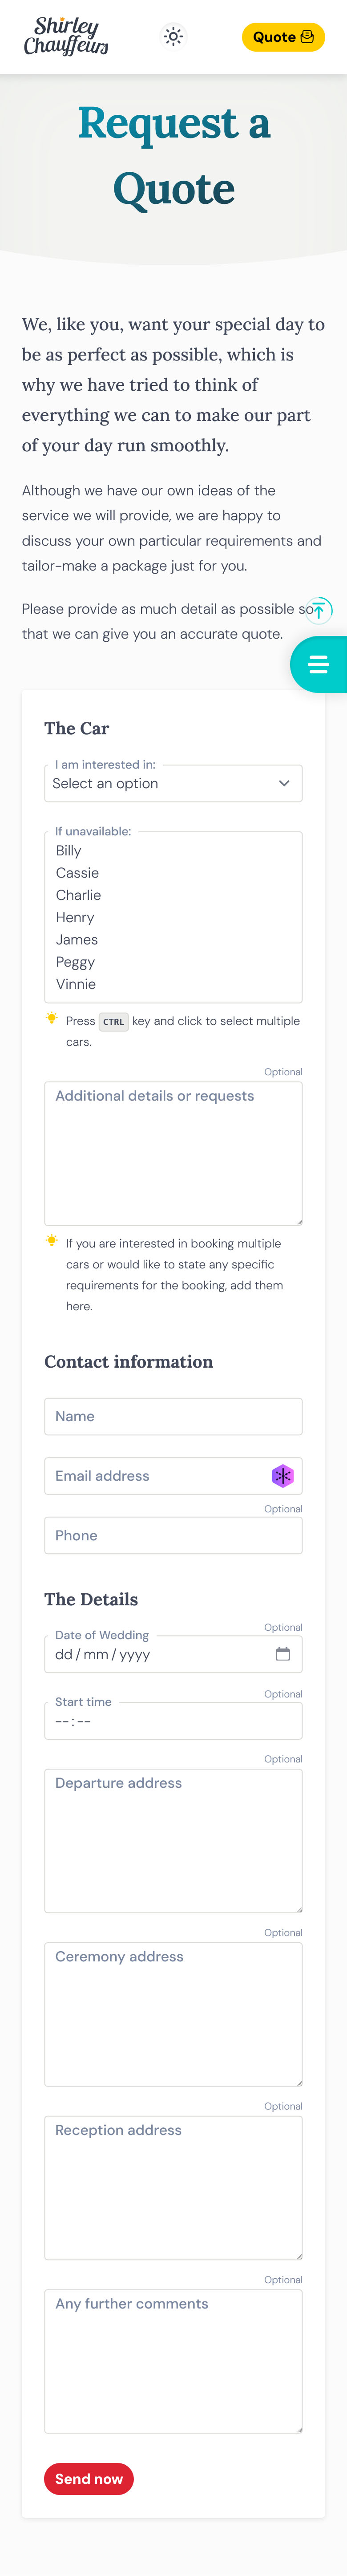 Shirley
Chauffeurs
Quote
Request a
Quote
We, like you, want your special day to
be as perfect as possible, which is
why we have tried to think of
everything we can to make our part
of your day run smoothly.
Although we have our own ideas of the
service we will provide, we are happy to
discuss your own particular requirements and
tailor-make a package just for you.
Please provide as much detail as possible so
that we can give you an accurate quote.
The Car
I am interested in:
Select an option
If unavailable:
Billy
Cassie
Charlie
Henry
James
Peggy
Vinnie
Press CTRL key and click to select multiple
cars.
Optional
Additional details or requests
If you are interested in booking multiple
cars or would like to state any specific
requirements for the booking, add them
here.
Contact information
Name
Email address
Optional
Phone
The Details
Optional
Date of Wedding
dd / mm / yyyy
Optional
Start time
-- : --
Optional
Departure address
Optional
Ceremony address
Optional
Reception address
Optional
Any further comments
Send now